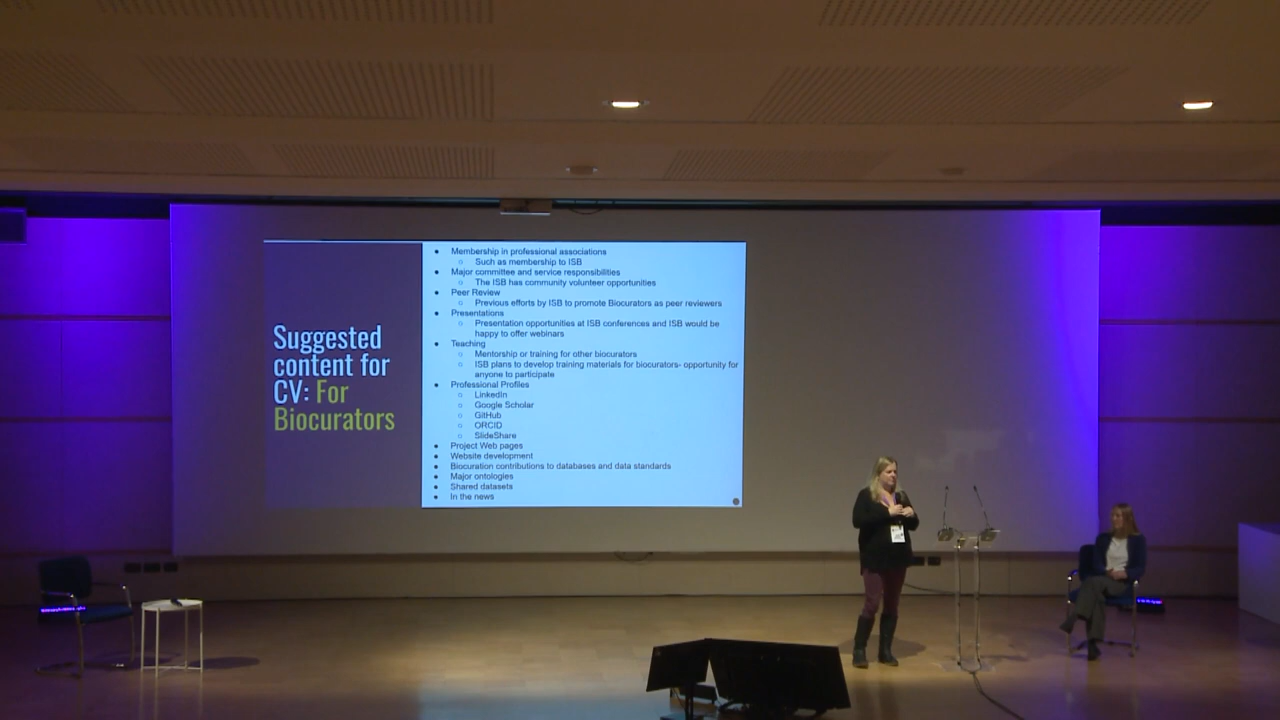 Suggested
content for
CV: For
Biocurators
● Membership in professional associations
○ Such as membership to ISB
● Major committee and service responsibilities
○ The ISB has community volunteer opportunities
● Peer Review
○ Previous efforts by ISB to promote Biocurators as peer reviewers
● Presentations
○ Presentation opportunities at ISB conferences and ISB would be
happy to offer webinars
● Teaching
○ Mentorship or training for other biocurators
○ ISB plans to develop training materials for biocurators- opportunity for
anyone to participate
● Professional Profiles
○ LinkedIn
○ Google Scholar
○ GitHub
○ ORCID
○ SlideShare
● Project Web pages
● Website development
● Biocuration contributions to databases and data standards
● Major ontologies
● Shared datasets
● In the news